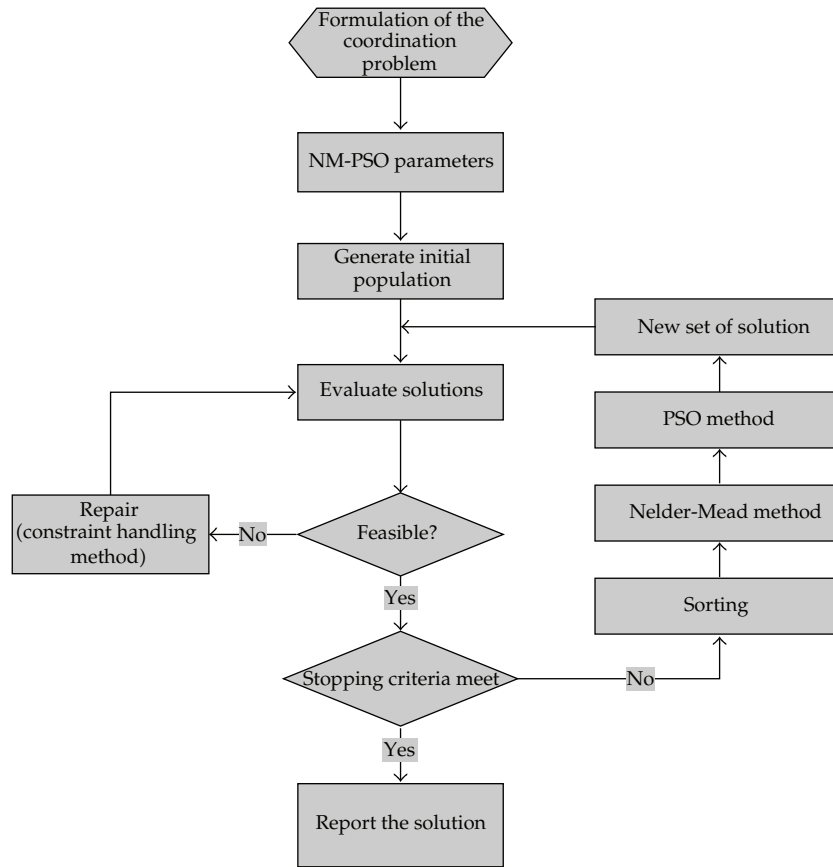 Formulation of the
coordination
problem
NM-PSO parameters
Generate initial
population
New set of solution
Evaluate solutions
PSO method
Repair
(constraint handling
method)
No
Feasible?
Nelder-Mead method
Yes
Sorting
Stopping criteria meet
No
Yes
Report the solution